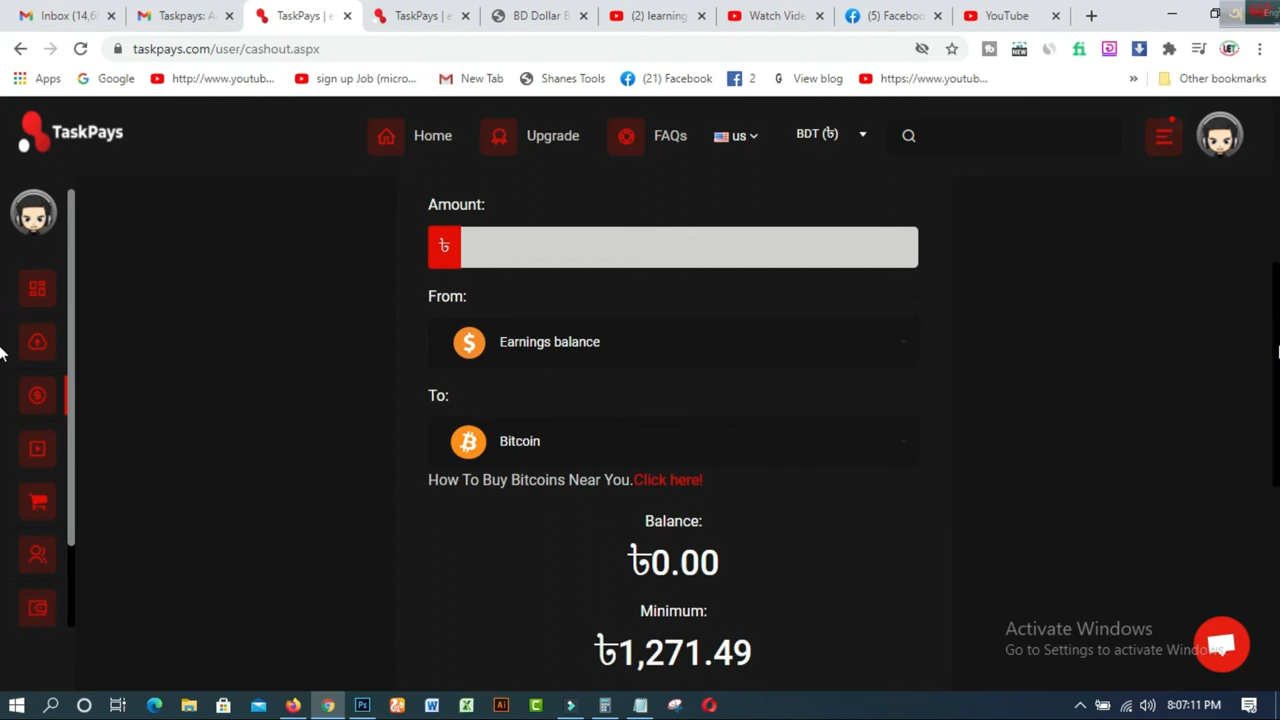 Inbox (14,6
Taskpays: A
TaskPays | e
TaskPays | e
BD Dollar E
(2) learning
Watch Vide
(5) Faceboo
YouTube
Eng
taskpays.com/user/cashout.aspx
NEW
LET
Apps
Google
http://www.youtub...
sign up Job (micro...
New Tab
Shanes Tools
(21) Facebook
2
View blog
https://www.youtub...
»
Other bookmarks
TaskPays
Home
Upgrade
FAQs
us
BDT (৳)
Amount:
৳
From:
Earnings balance
To:
Bitcoin
How To Buy Bitcoins Near You.Click here!
Balance:
৳0.00
Minimum:
৳1,271.49
Activate Windows
Go to Settings to activate Windows.
8:07:11 PM